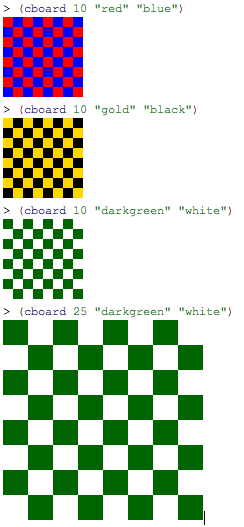 > (cboard 10 "red" "blue")
> (cboard 10 "gold" "black")
> (cboard 10 "darkgreen" "white")
> (cboard 25 "darkgreen" "white")